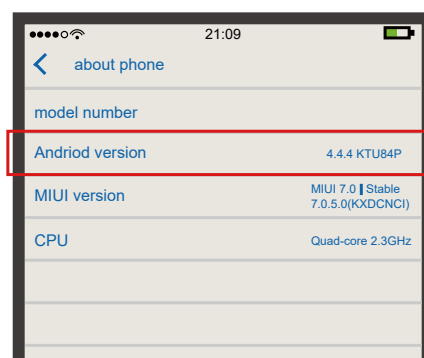 21:09
about phone
model number
Andriod version 4.4.4 KTU84P
MIUI version MIUI 7.0 | Stable
7.0.5.0(KXDCNCI)
CPU Quad-core 2.3GHz